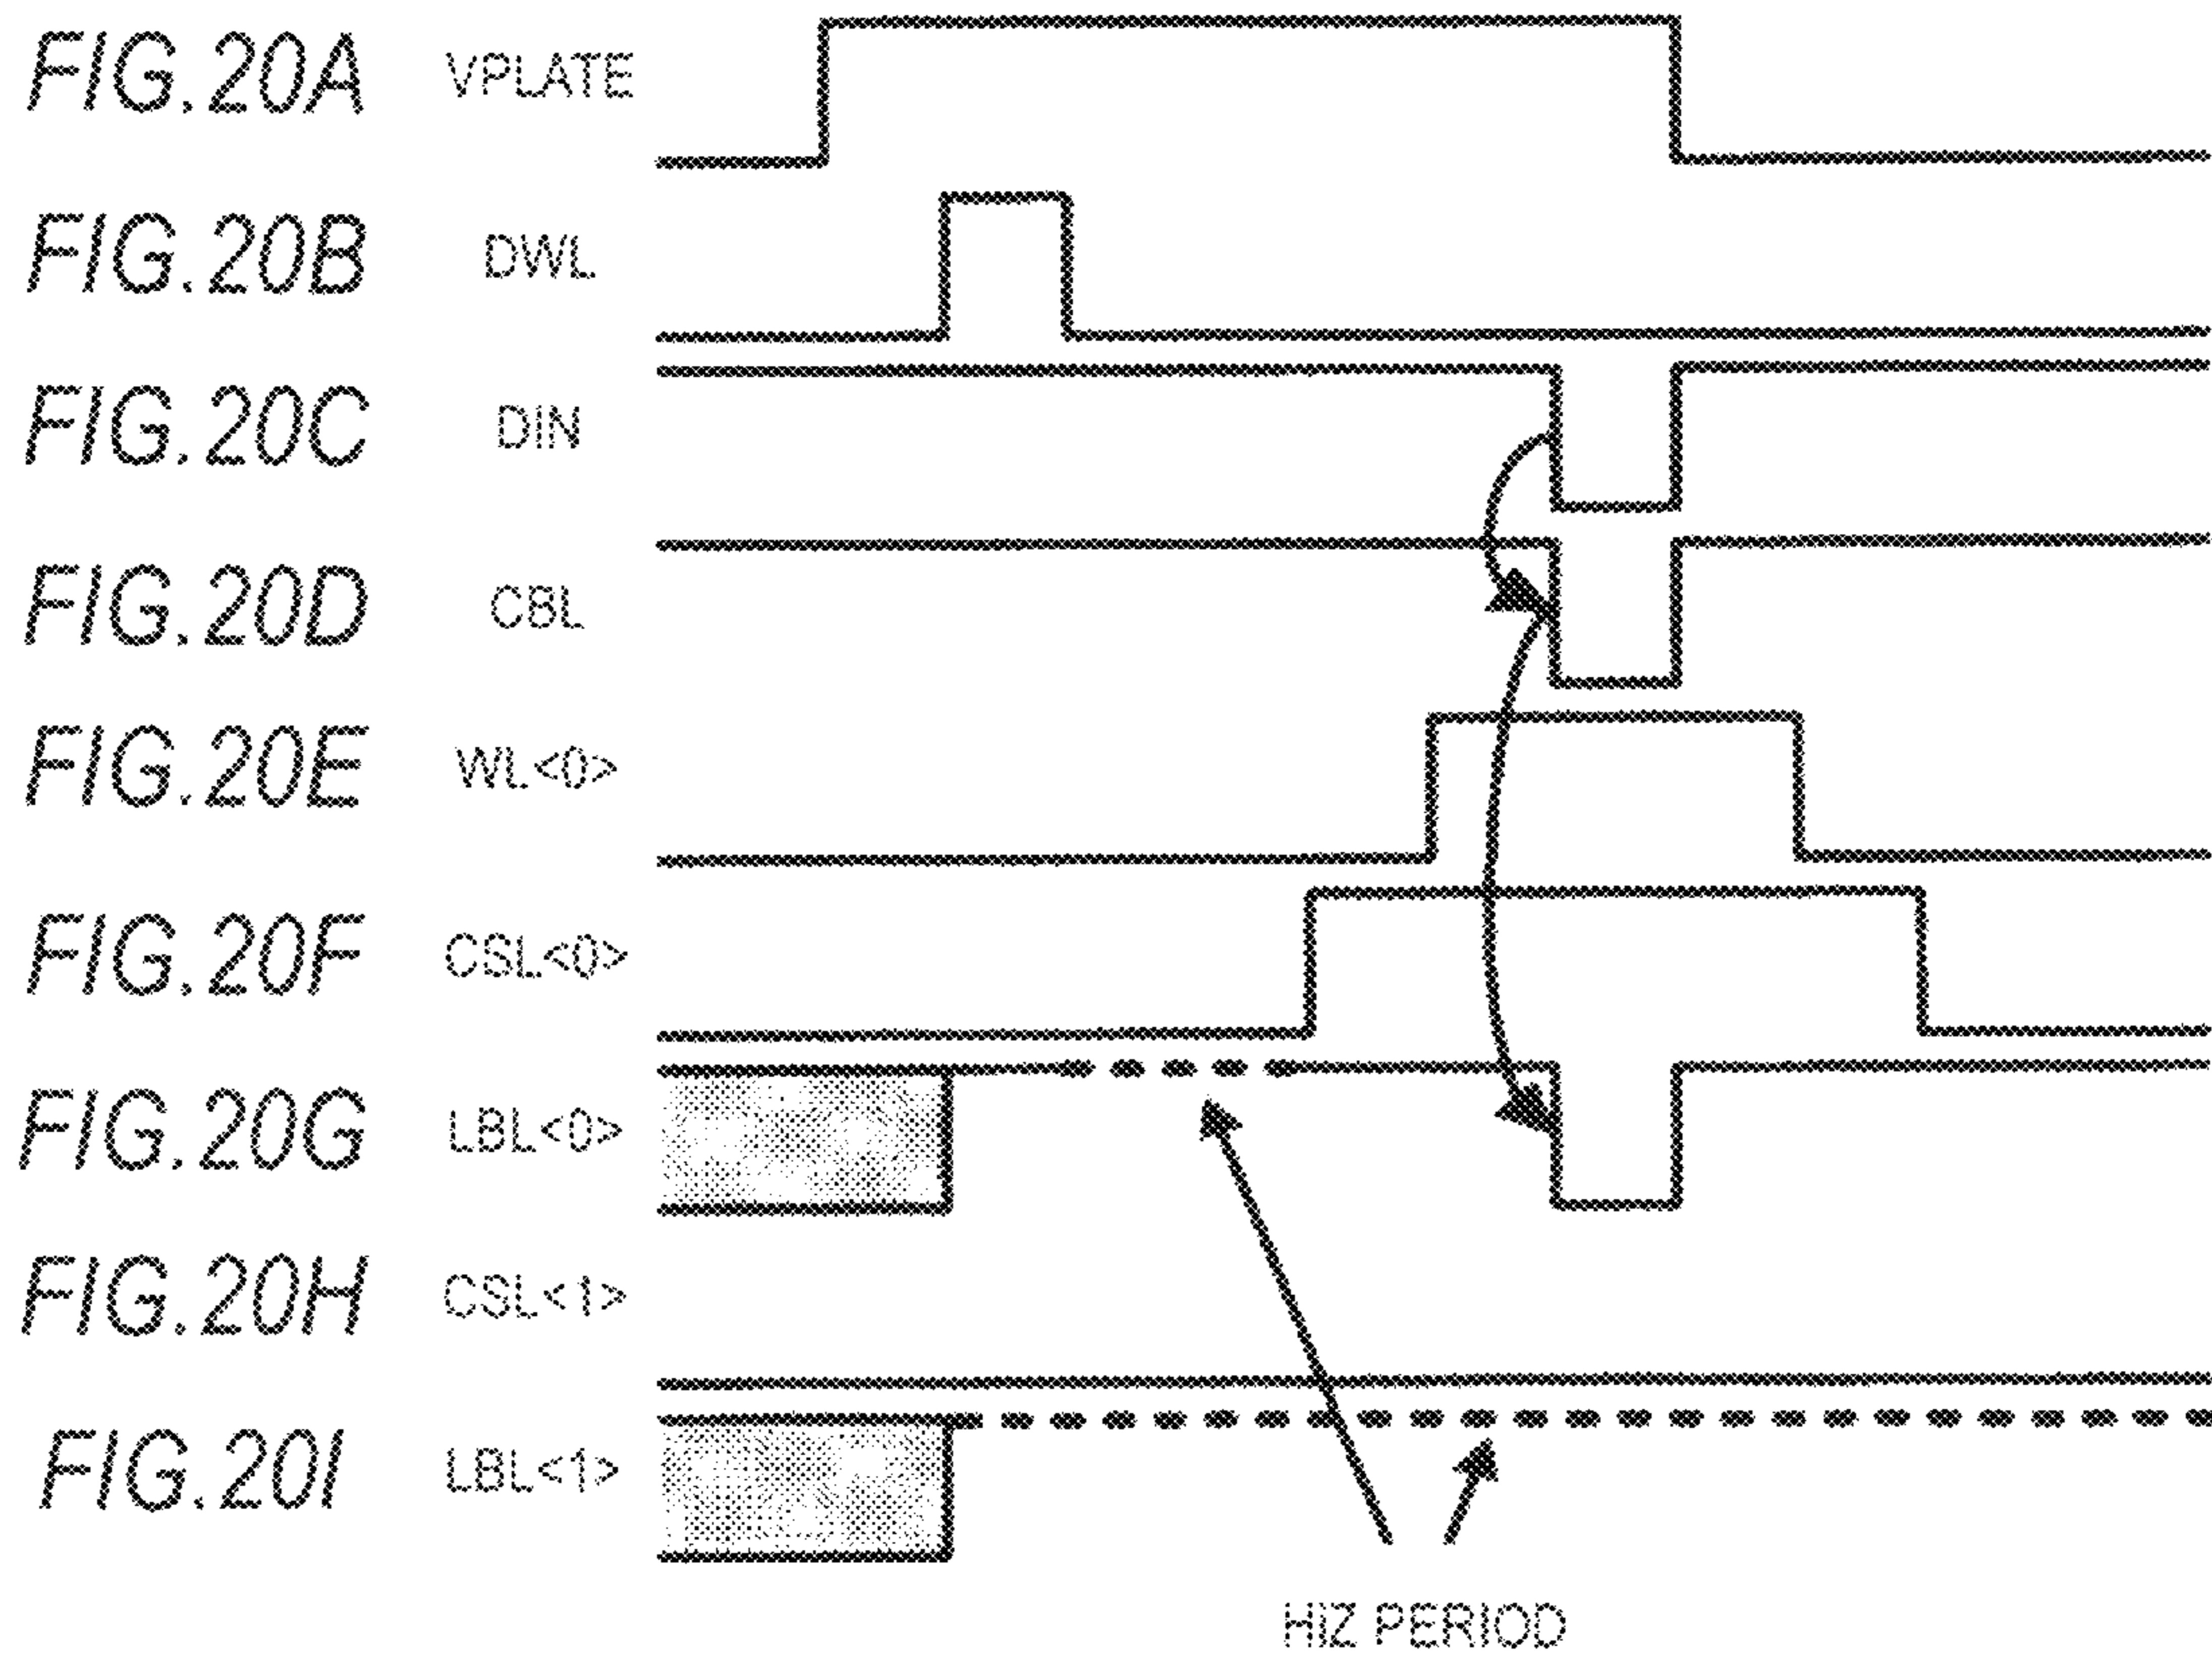 FIG.20A VPLATE
FIG.20B DWL
FIG.20C DIN
FIG.20D CBL
FIG.20E WL<0>
FIG.20F CSL<0>
FIG.20G LBL<0>
FIG.20H CSL<1>
FIG.20I LBL<1>
HiZ PERIOD